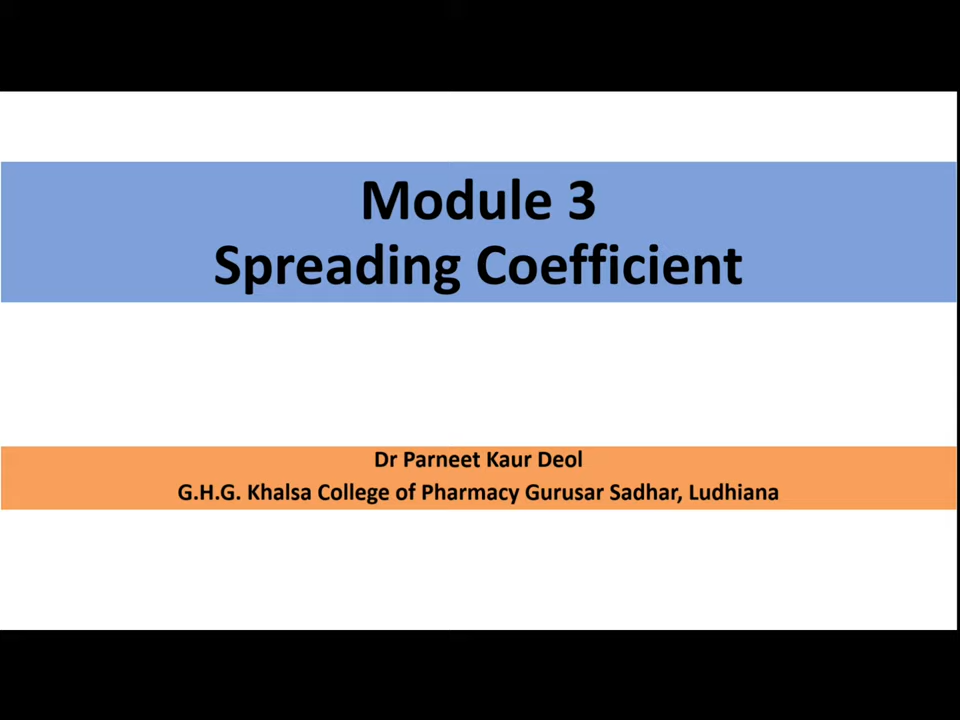 Module 3
Spreading Coefficient
Dr Parneet Kaur Deol
G.H.G. Khalsa College of Pharmacy Gurusar Sadhar, Ludhiana